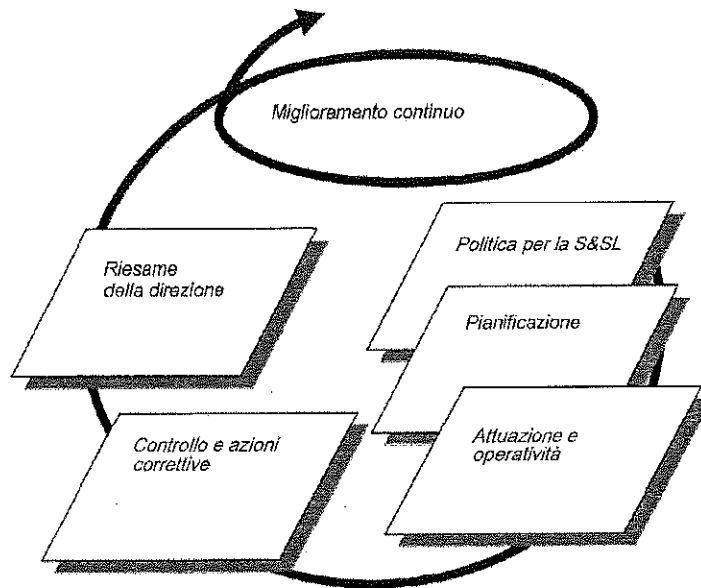 Miglioramento continuo
Politica per la S&SL
Riesame
della direzione
Pianificazione
Controllo e azioni
correttive
Attuazione e
operatività